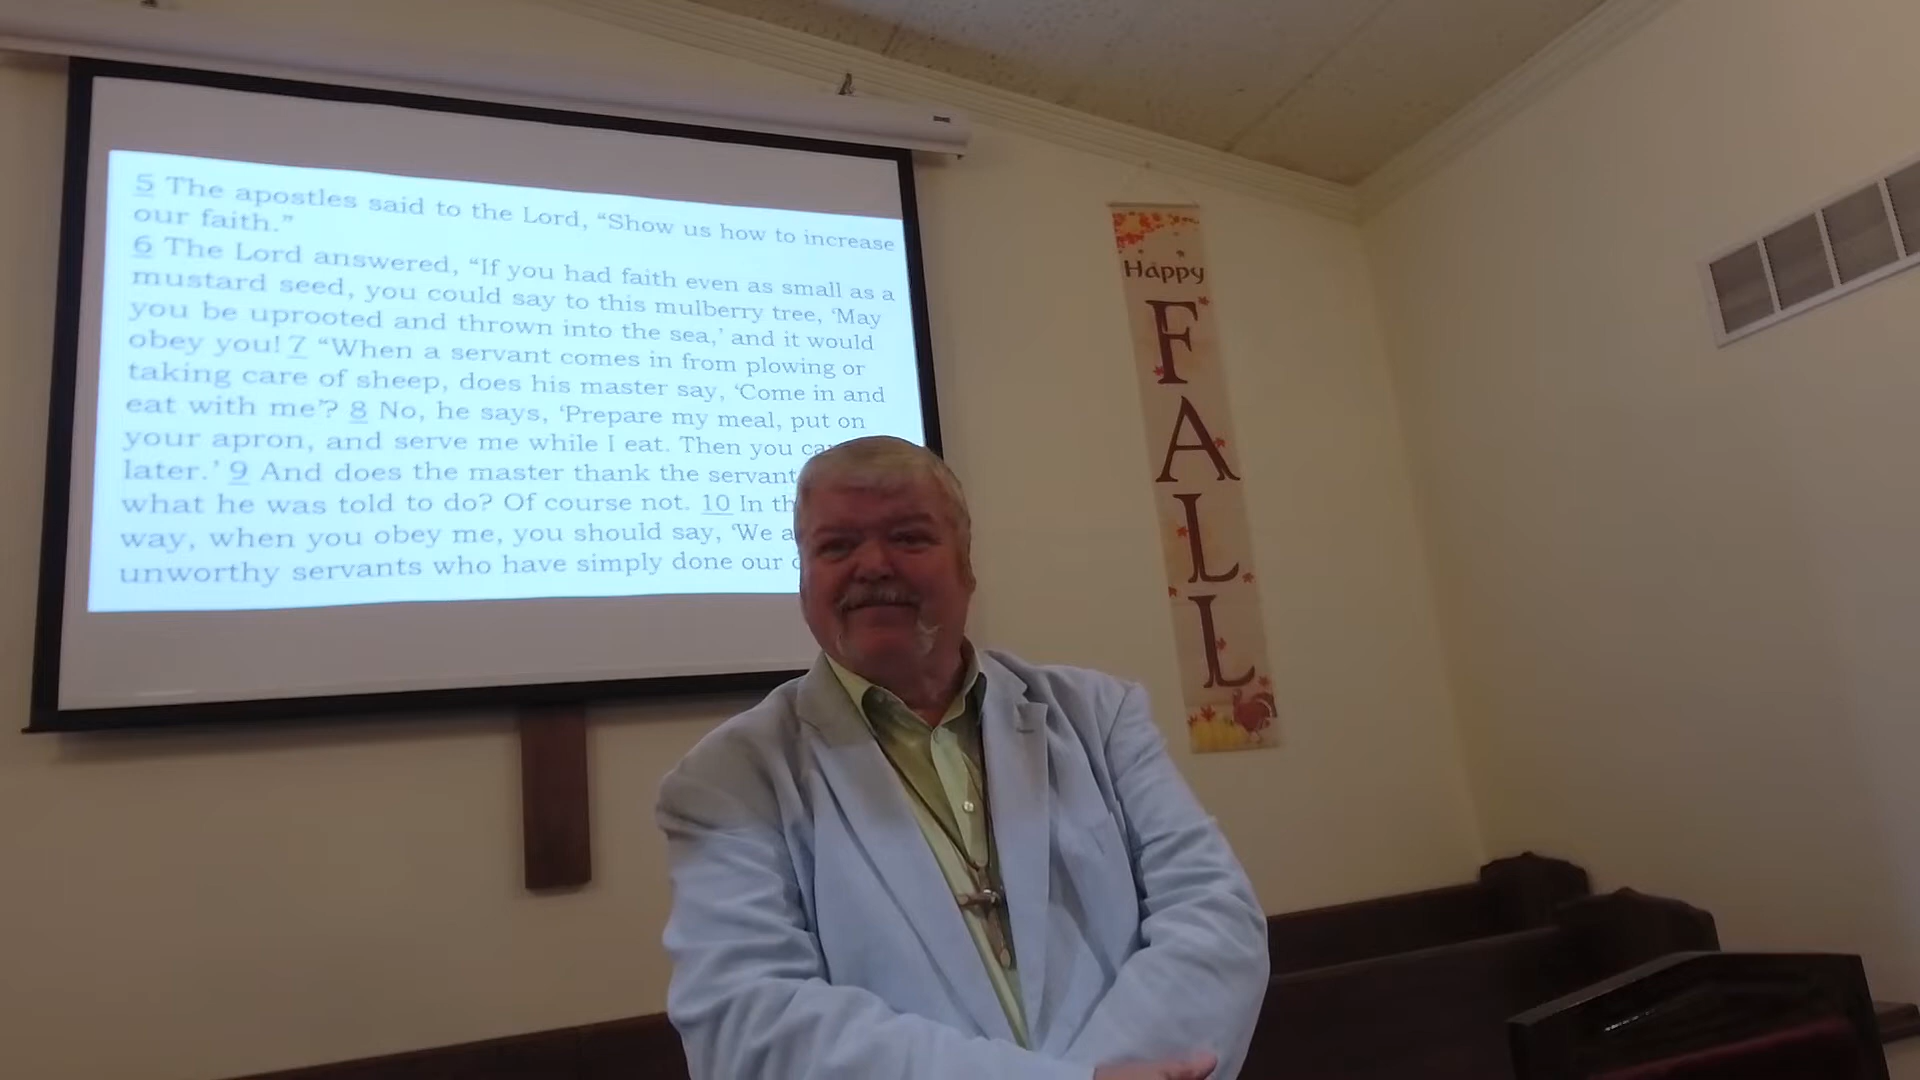 5 The apostles said to the Lord, “Show us how to increase
our faith.”
6 The Lord answered, “If you had faith even as small as a
mustard seed, you could say to this mulberry tree, ‘May
you be uprooted and thrown into the sea,’ and it would
obey you! 7 “When a servant comes in from plowing or
taking care of sheep, does his master say, ‘Come in and
eat with me’? 8 No, he says, ‘Prepare my meal, put on
your apron, and serve me while I eat. Then you
later.’ 9 And does the master thank the servant
what he was told to do? Of course not. 10 In
way, when you obey me, you should say, ‘We
unworthy servants who have simply done our
Happy
FALL